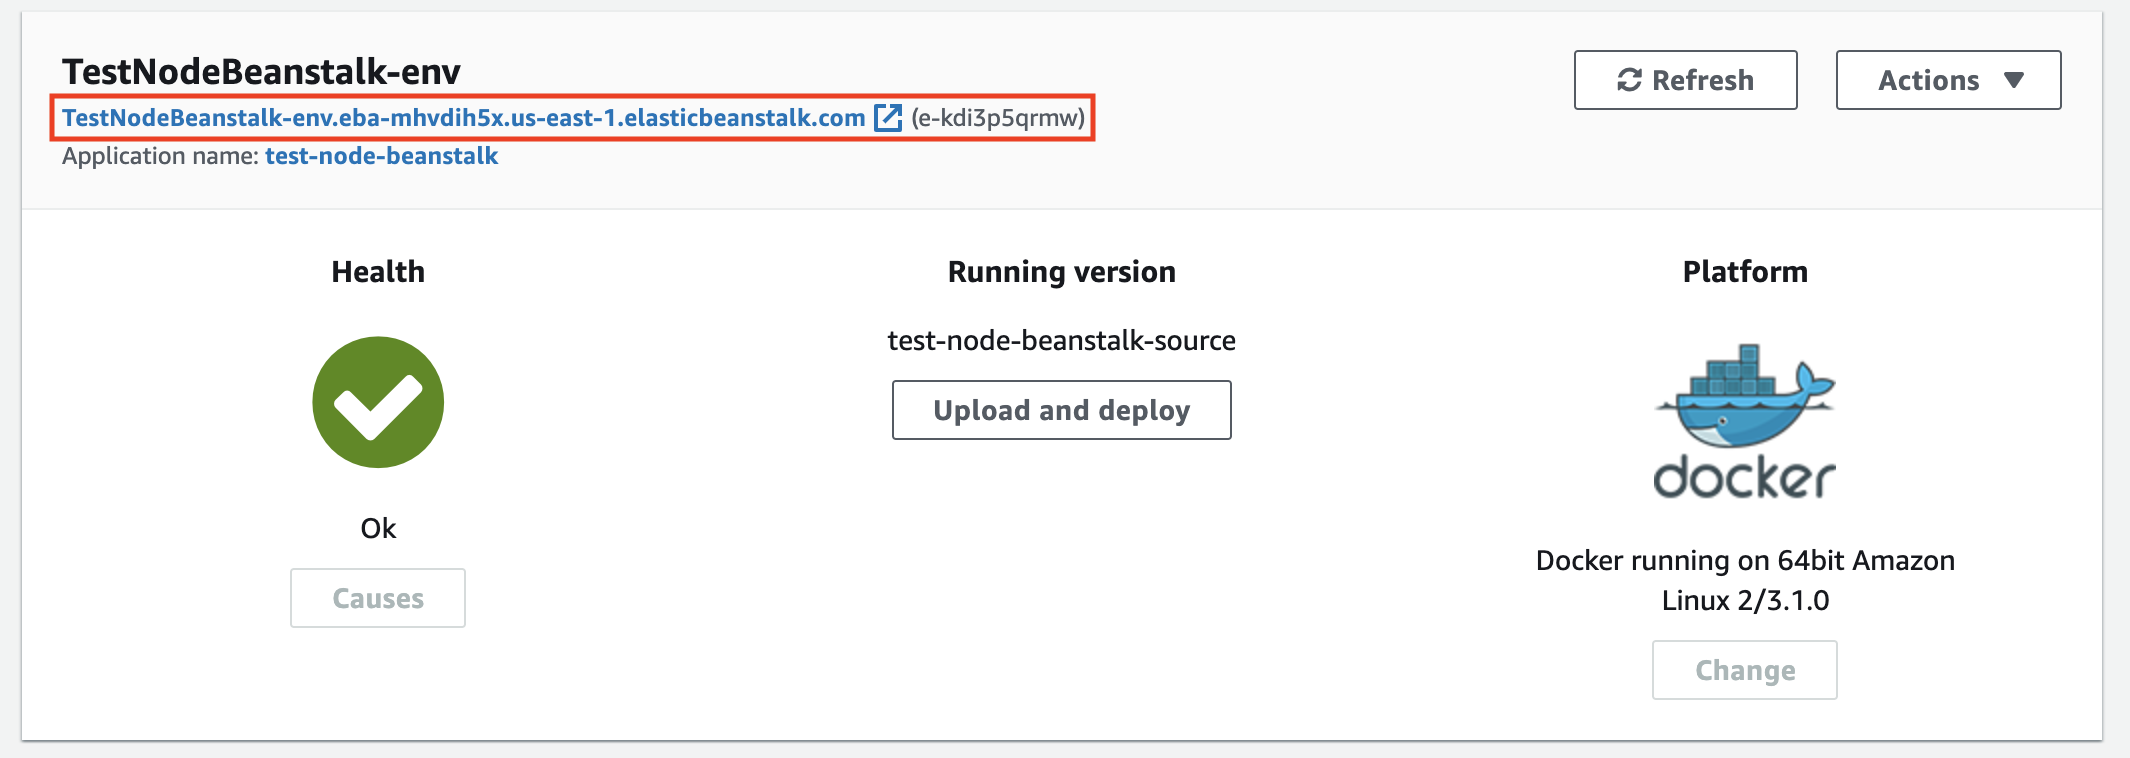 TestNodeBeanstalk-env
TestNodeBeanstalk-env.eba-mhvdih5x.us-east-1.elasticbeanstalk.com (e-kdi3p5qrmw)
Application name: test-node-beanstalk
Refresh
Actions
Health
Ok
Causes
Running version
test-node-beanstalk-source
Upload and deploy
Platform
docker
Docker running on 64bit Amazon
Linux 2/3.1.0
Change